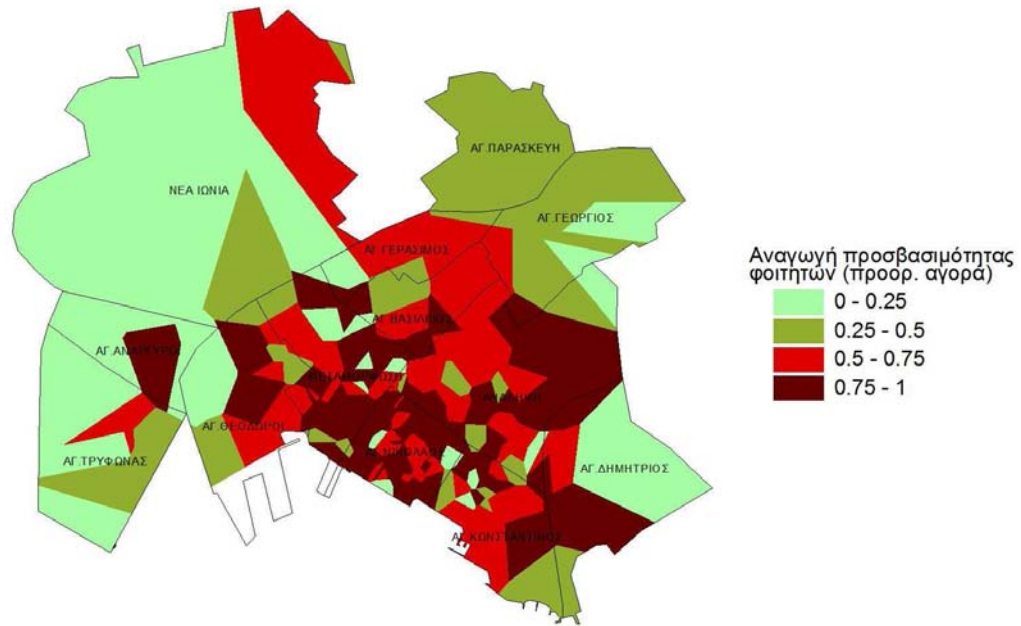 ΑΓ.ΠΑΡΑΣΚΕΥΗ
ΝΕΑ ΙΩΝΙΑ
ΑΓ.ΓΕΩΡΓΙΟΣ
ΑΓ.ΓΕΡΑΣΙΜΟΣ
Αναγωγή προσβασιμότητας
φοιτητών (προορ. αγορά)
0 - 0.25
0.25 - 0.5
0.5 - 0.75
0.75 - 1
ΑΓ.ΒΑΣΙΛΕΙΟΣ
ΑΓ.ΑΝΑΡΓΥΡΟΙ
ΜΕΤΑΜΟΡΦΩΣΗ
ΑΝΑΛΗΨΗ
ΑΓ.ΘΕΟΔΩΡΟΙ
ΑΓ.ΝΙΚΟΛΑΟΣ
ΑΓ.ΤΡΥΦΩΝΑΣ
ΑΓ.ΔΗΜΗΤΡΙΟΣ
ΑΓ.ΚΩΝΣΤΑΝΤΙΝΟΣ